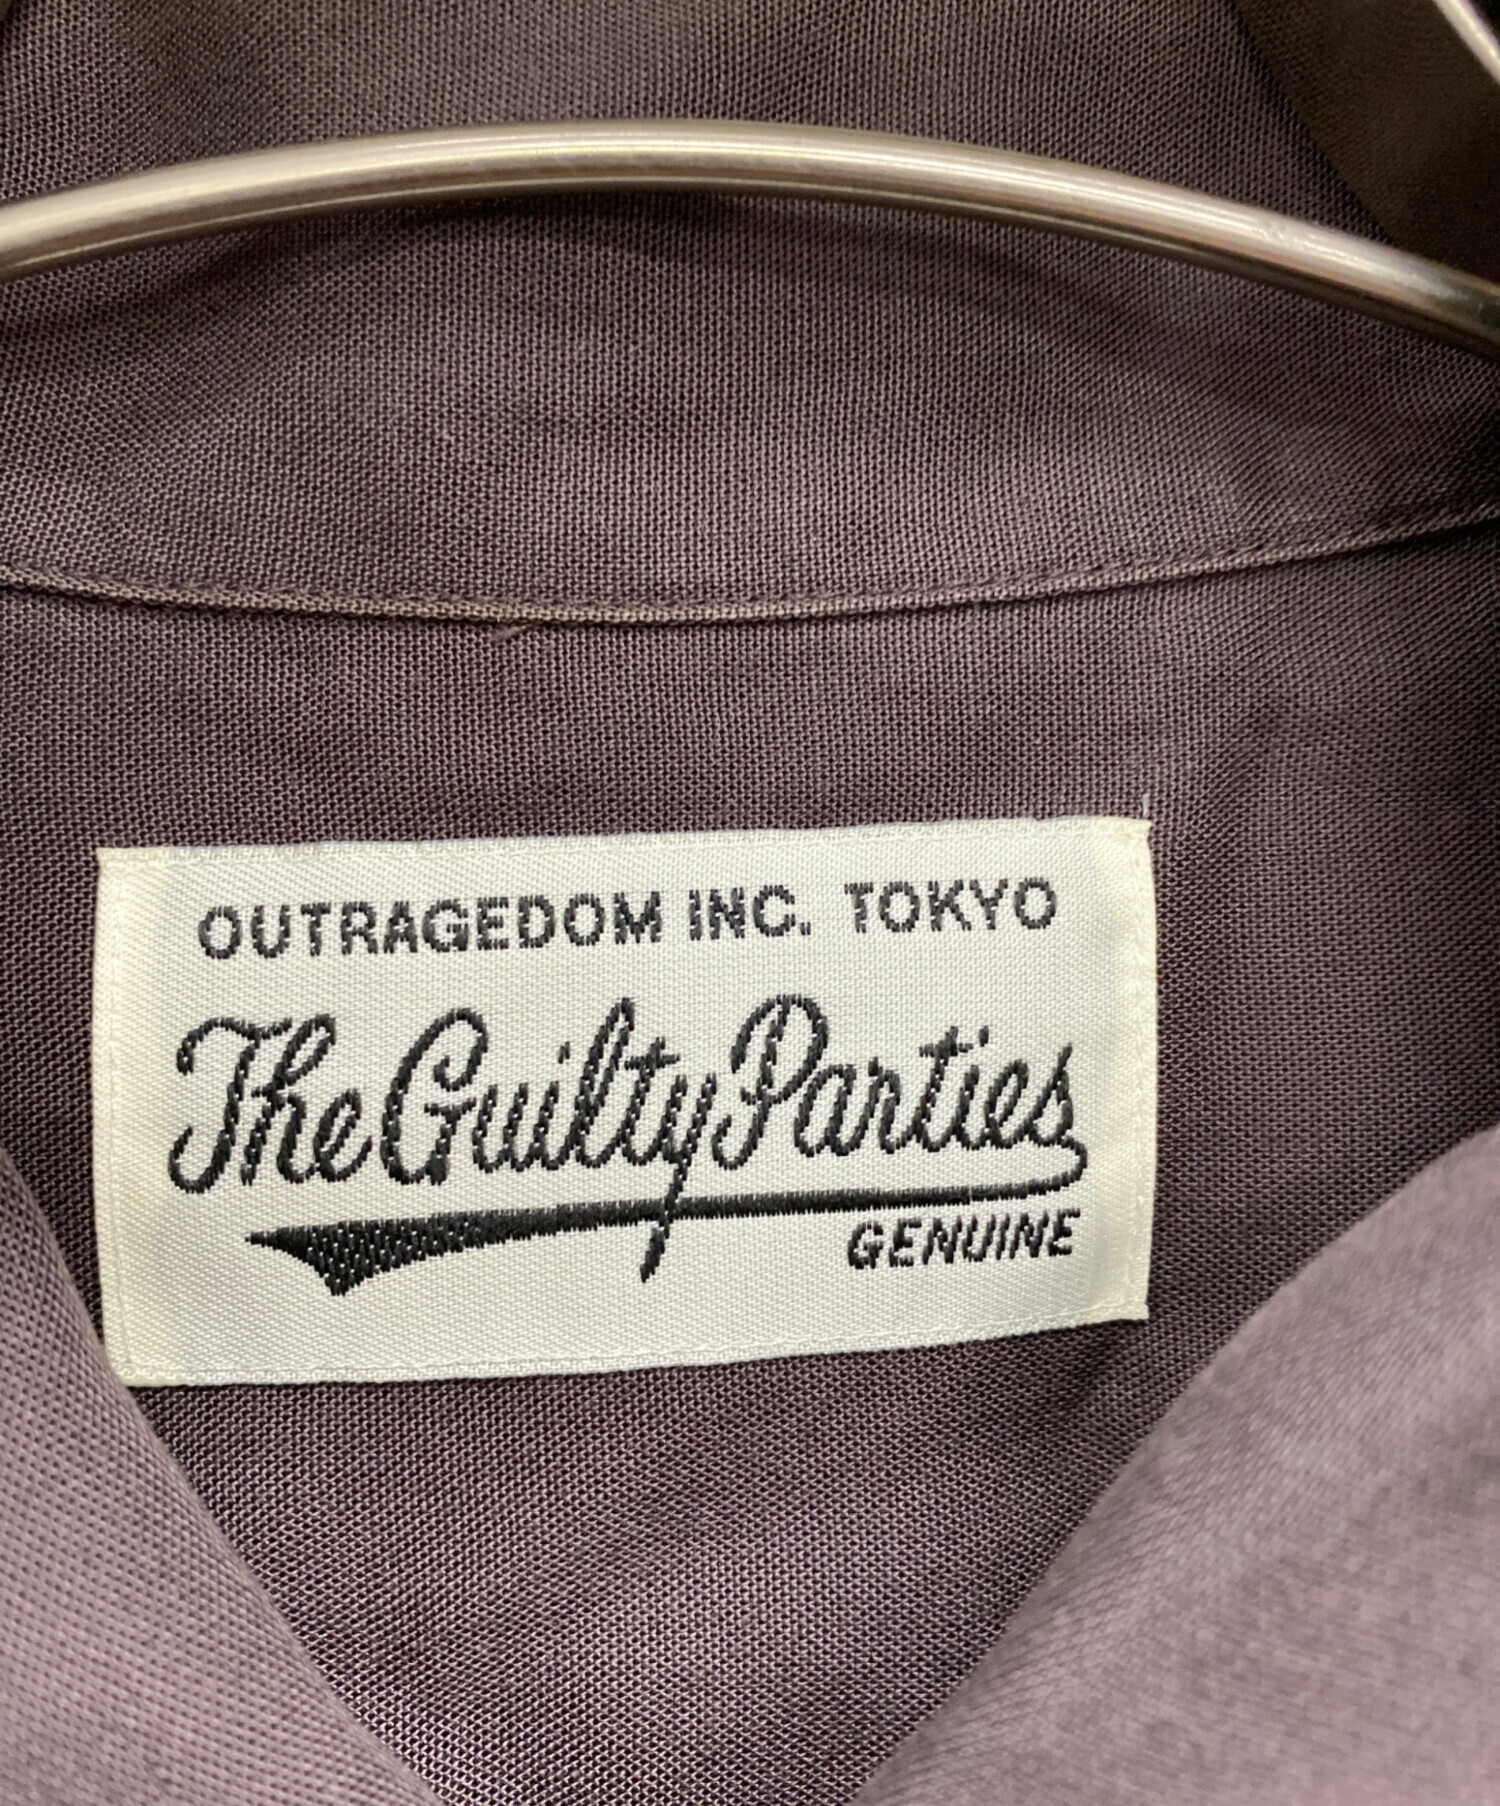 OUTRAGEDOM INC. TOKYO
The Guilty Parties
GENUINE